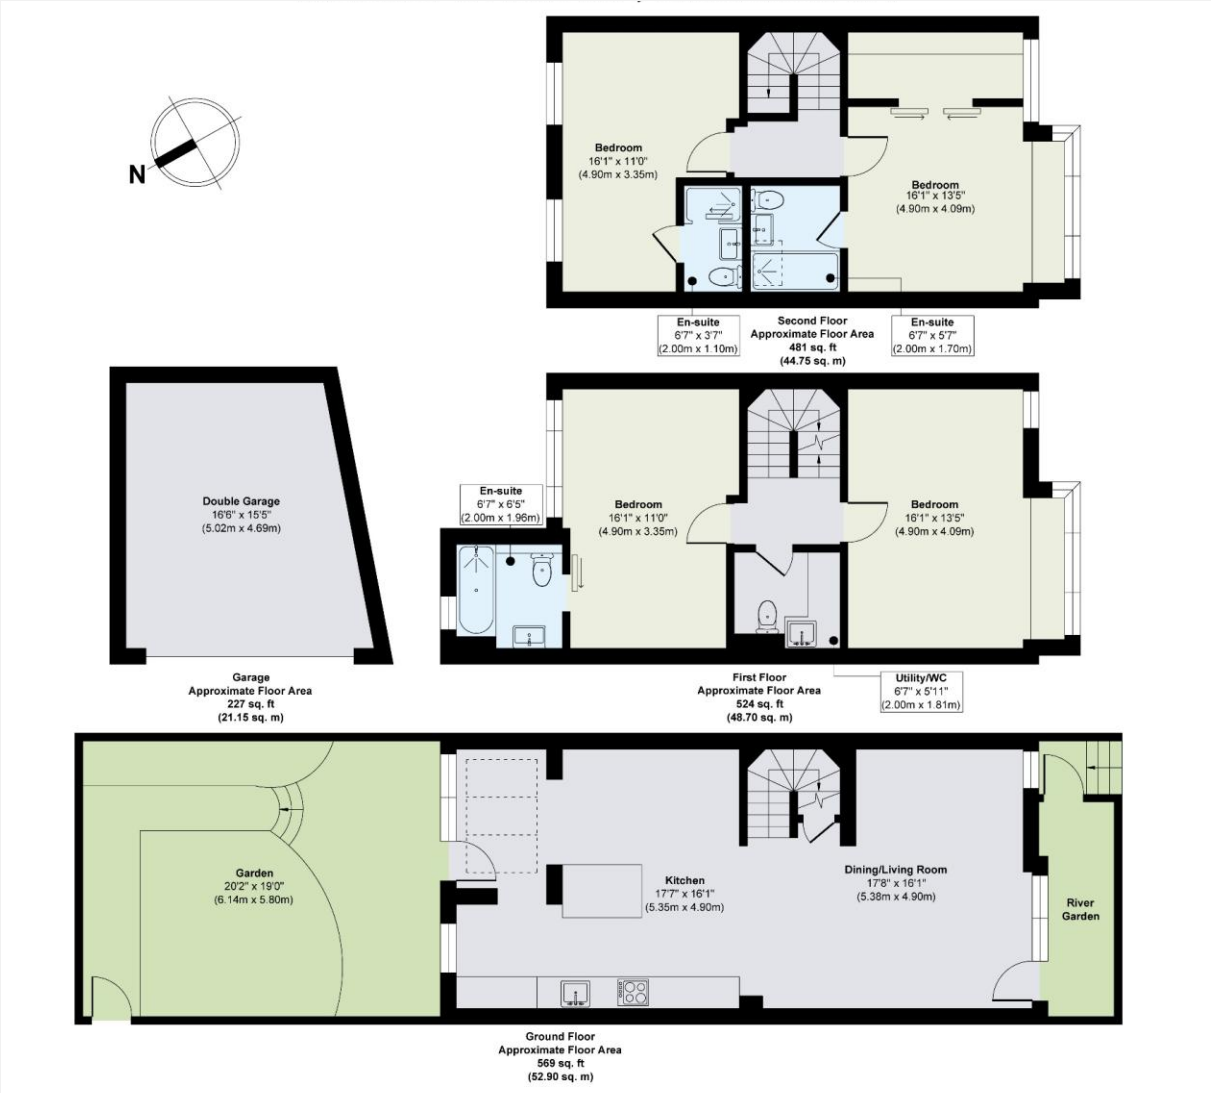 N
Bedroom
16'1" x 11'0"
(4.90m x 3.35m)
Bedroom
16'1" x 13'5"
(4.90m x 4.09m)
En-suite
6'7" x 3'7"
(2.00m x 1.10m)
Second Floor
Approximate Floor Area
481 sq. ft
(44.75 sq. m)
En-suite
6'7" x 5'7"
(2.00m x 1.70m)
Double Garage
16'6" x 15'5"
(5.02m x 4.69m)
Garage
Approximate Floor Area
227 sq. ft
(21.15 sq. m)
En-suite
6'7" x 6'5"
(2.00m x 1.96m)
Bedroom
16'1" x 11'0"
(4.90m x 3.35m)
Bedroom
16'1" x 13'5"
(4.90m x 4.09m)
First Floor
Approximate Floor Area
524 sq. ft
(48.70 sq. m)
Utility/WC
6'7" x 5'11"
(2.00m x 1.81m)
Garden
20'2" x 19'0"
(6.14m x 5.80m)
Kitchen
17'7" x 16'1"
(5.35m x 4.90m)
Dining/Living Room
17'8" x 16'1"
(5.38m x 4.90m)
River
Garden
Ground Floor
Approximate Floor Area
569 sq. ft
(52.90 sq. m)